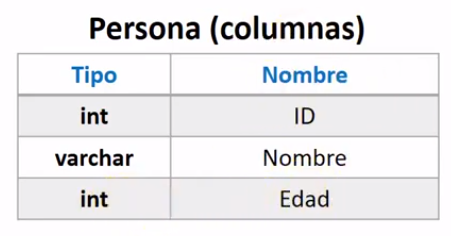 Persona (columnas)
Tipo Nombre
int ID
varchar Nombre
int Edad